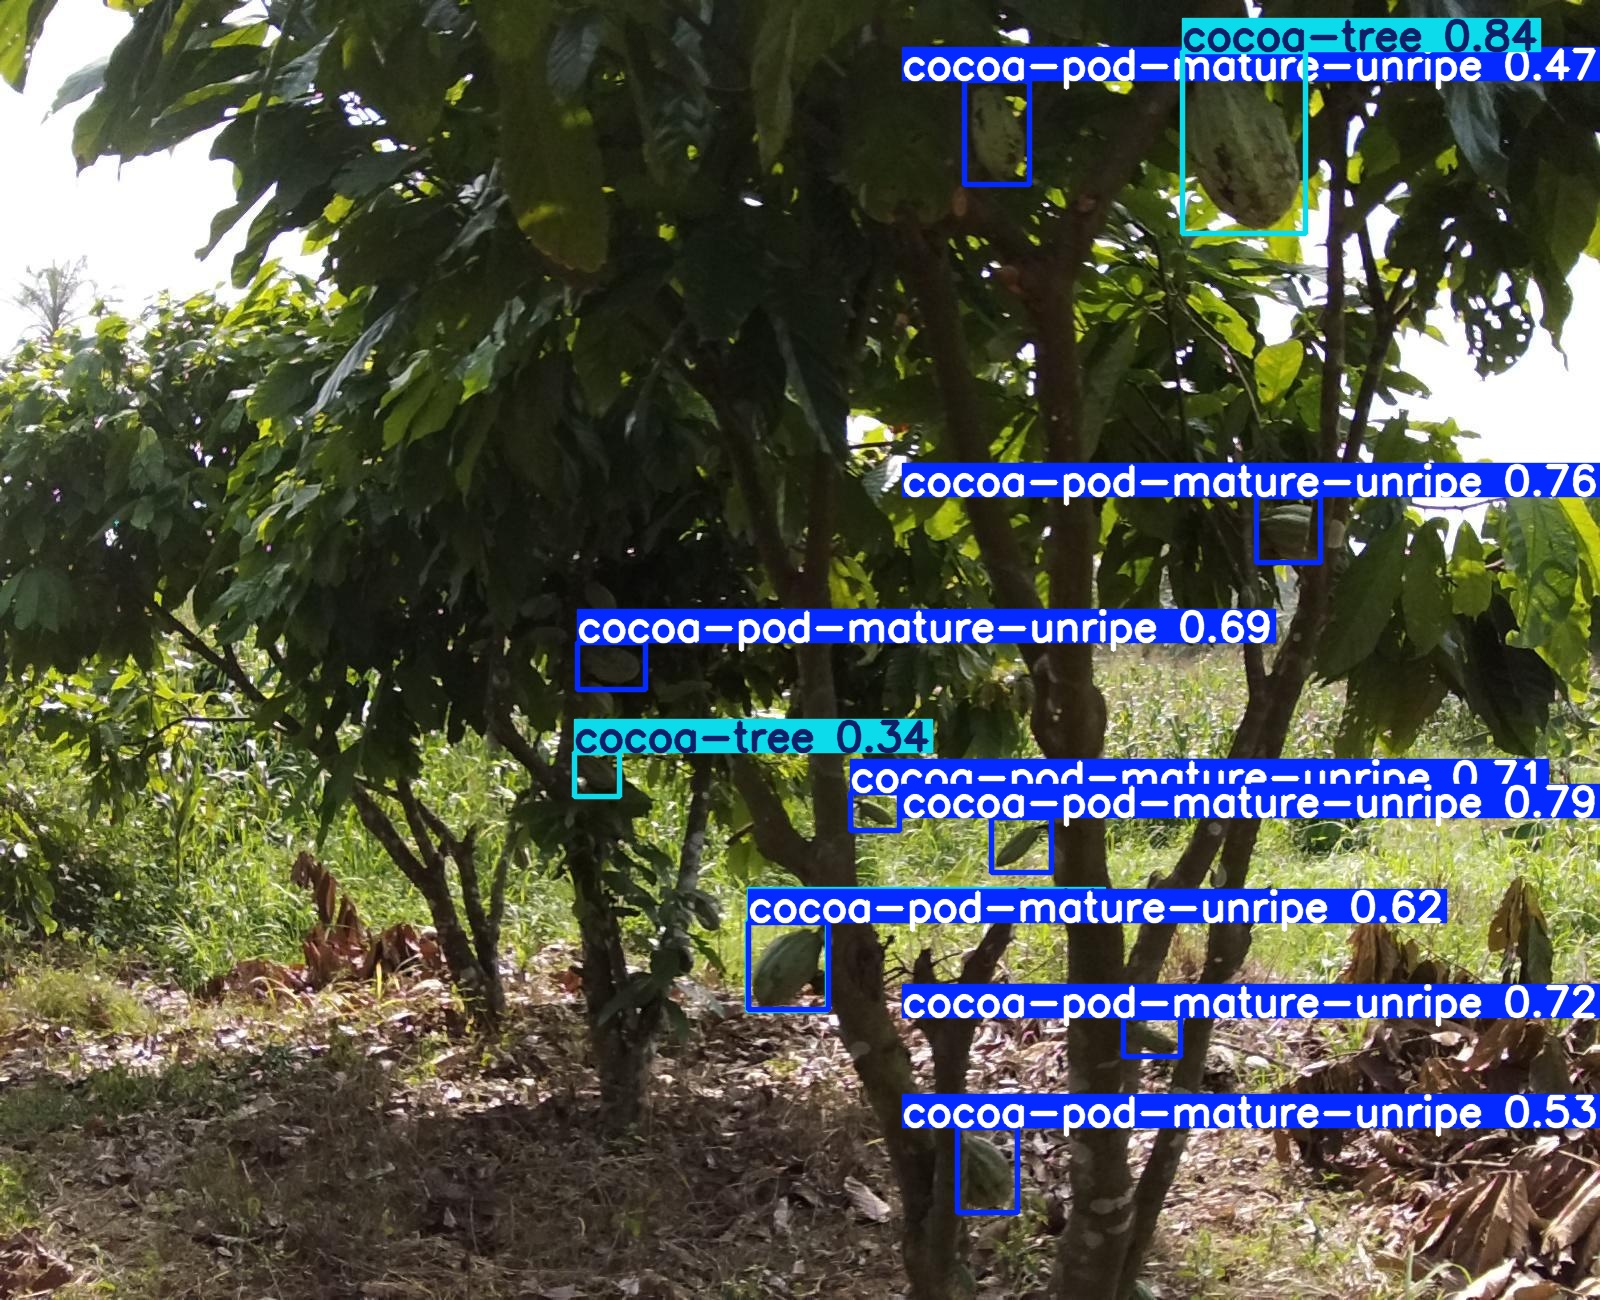 cocoa-tree 0.84
cocoa-pod-mature-unripe 0.47
cocoa-pod-mature-unripe 0.76
cocoa-pod-mature-unripe 0.69
cocoa-tree 0.34
cocoa-pod-mature-unripe 0.71
cocoa-pod-mature-unripe 0.79
cocoa-pod-mature-unripe 0.62
cocoa-pod-mature-unripe 0.72
cocoa-pod-mature-unripe 0.53